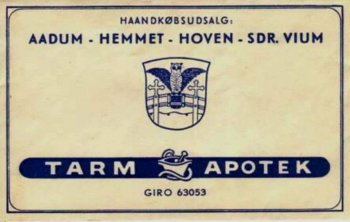 HAANDKØBSUDSALG:
AADUM - HEMMET - HOVEN - SDR. VIUM
TARM APOTEK
GIRO 63053